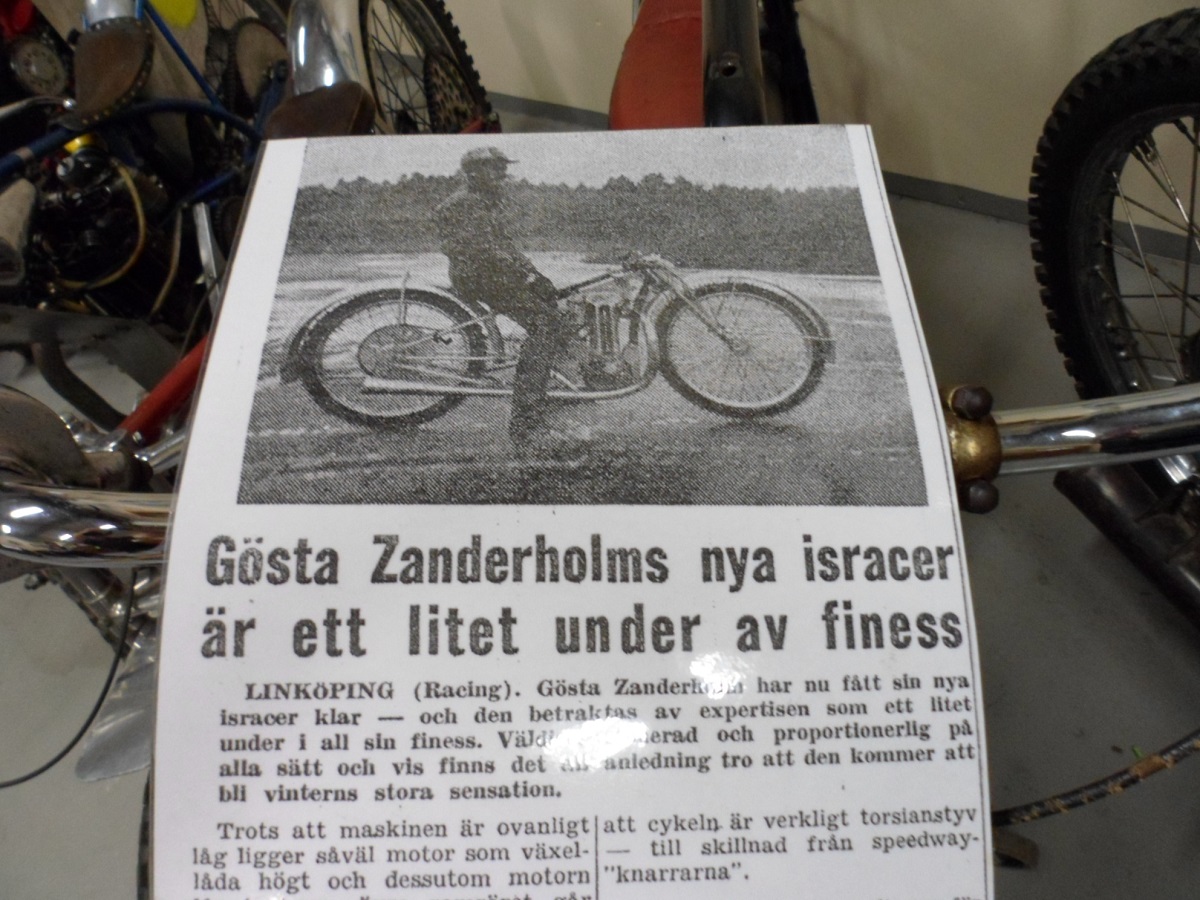 Gösta Zanderholms nya isracer
är ett litet under av finess
LINKÖPING (Racing). Gösta Zanderholm har nu fått sin nya
isracer klar — och den betraktas av expertisen som ett litet
under i all sin finess. och proportionerlig på
alla sätt och vis finns det all anledning tro att den kommer att
bli vinterns stora sensation.
Trots att maskinen är ovanligt
låg ligger såväl motor som växel-
låda högt och dessutom motorn
att cykeln är verkligt torsianstyv
— till skillnad från speedway-
"knarrarna".